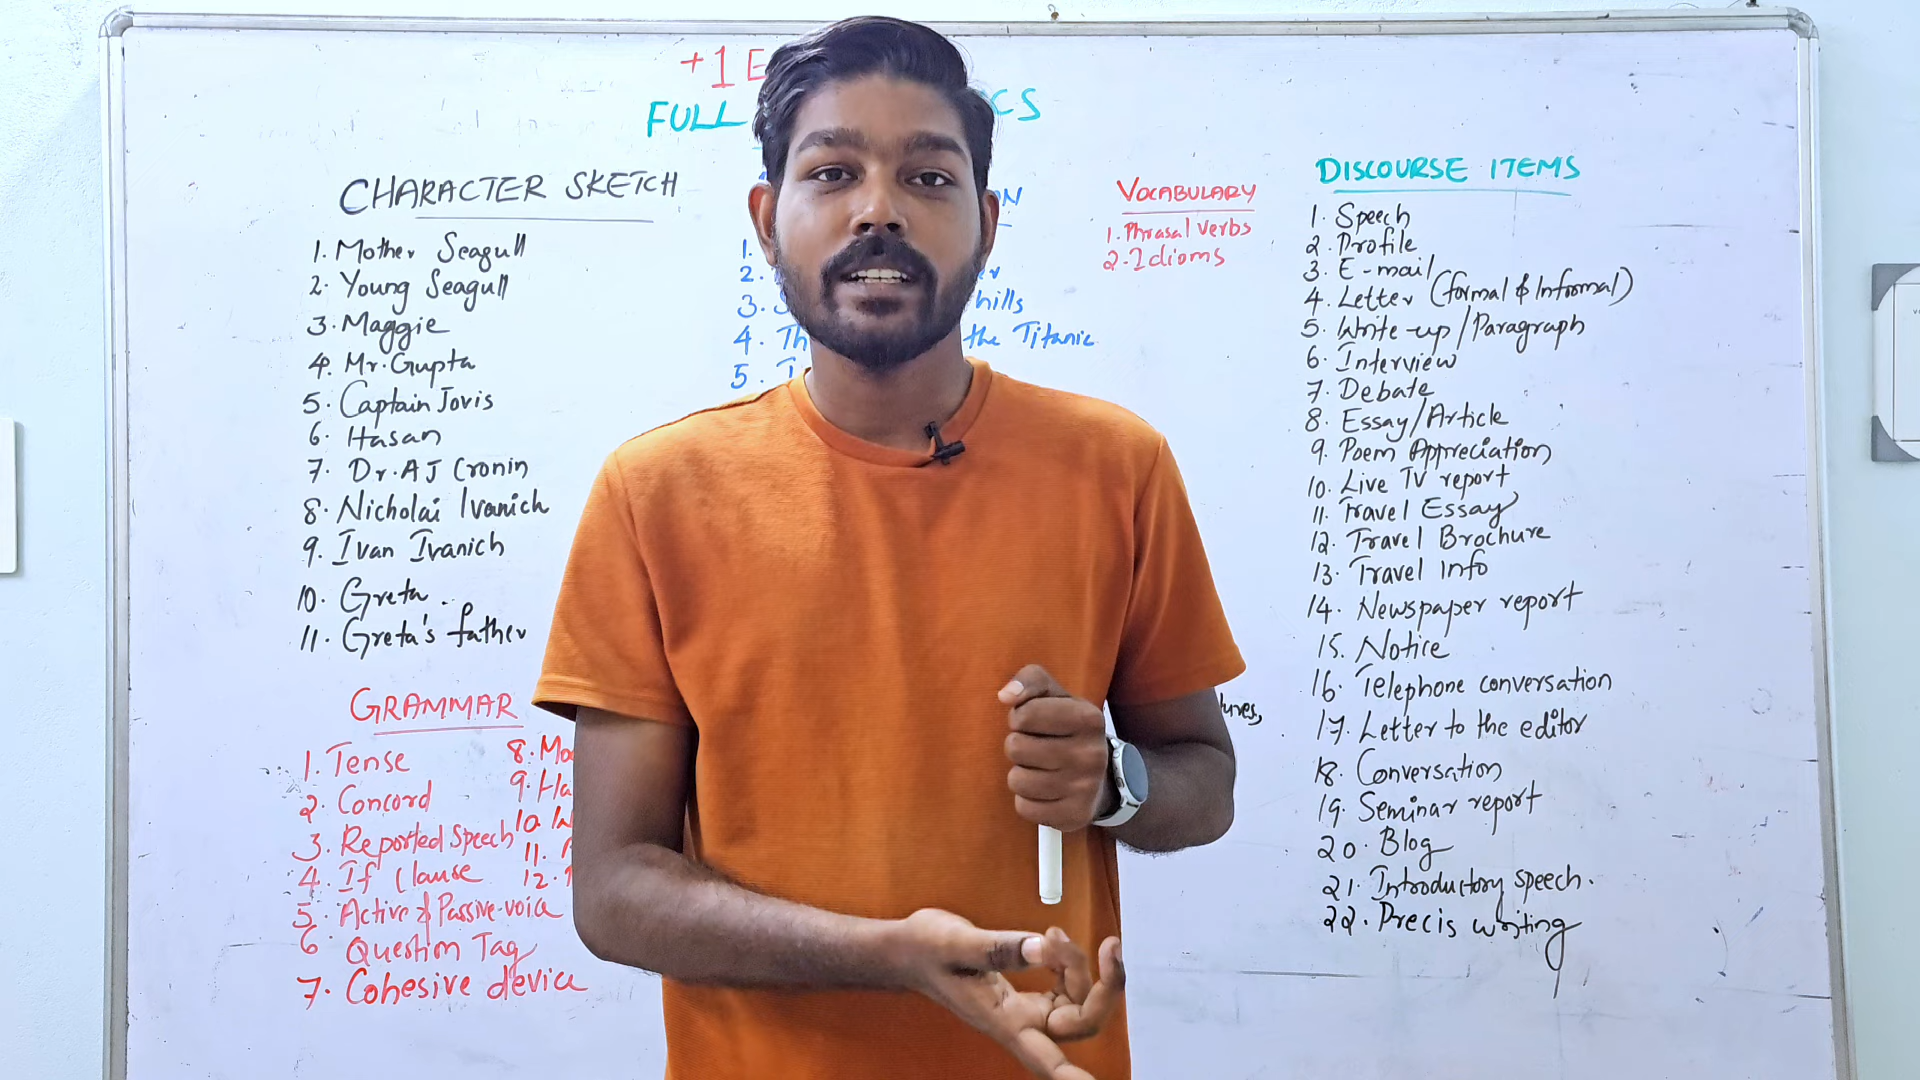 +1 E
FULL CS
CHARACTER SKETCH
1. Mother Seagull
2. Young Seagull
3. Maggie
4. Mr. Gupta
5. Captain Jovis
6. Hasan
7. Dr. AJ Cronin
8. Nicholai Ivanich
9. Ivan Ivanich
10. Greta
11. Greta's father
GRAMMAR
1. Tense
2. Concord
3. Reported Speech
4. If Clause
5. Active & Passive voice
6 Question Tag
7. Cohesive device
8. Mo
9. Ha
10.
11.
12.
ON
1.
2. er
3. S hills
4. Th the Titanic
5. I
VOCABULARY
1. Phrasal verbs
2. Idioms
tures,
DISCOURSE ITEMS
1. Speech
2. Profile
3. E-mail
4. Letter (formal & Informal)
5. Write-up/Paragraph
6. Interview
7. Debate
8. Essay/Article
9. Poem Appreciation
10. Live TV report
11. Travel Essay
12. Travel Brochure
13. Travel Info
14. Newspaper report
15. Notice
16. Telephone conversation
17. Letter to the editor
18. Conversation
19. Seminar report
20. Blog
21. Introductory speech.
22. Precis writing